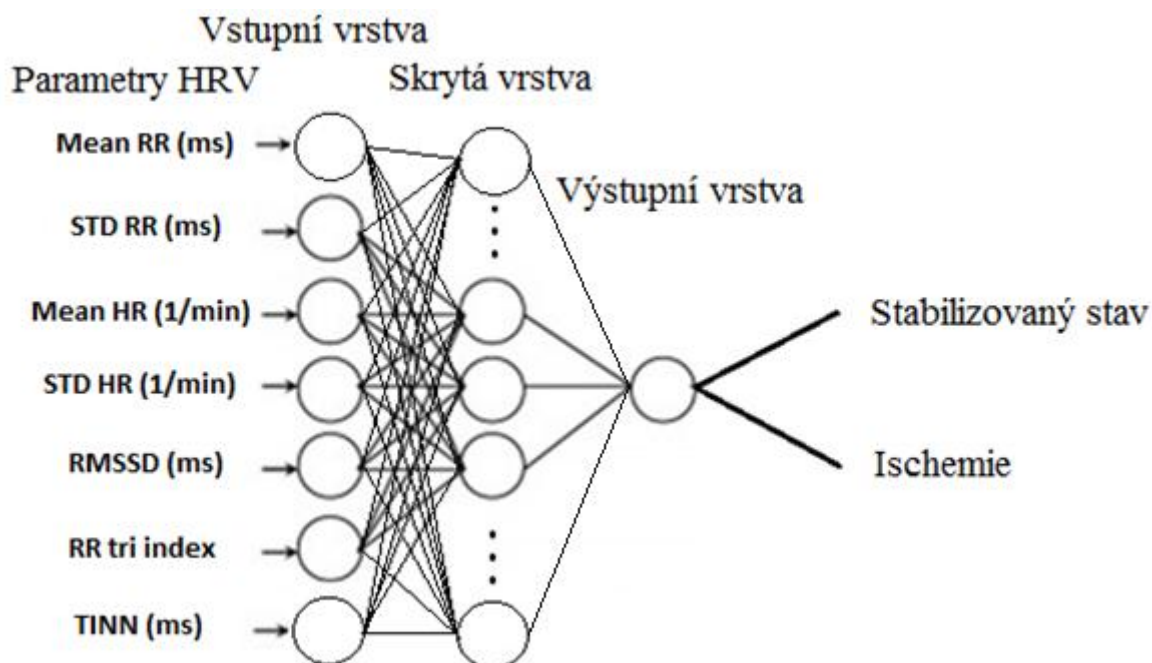 Vstupní vrstva
Parametry HRV
Skrytá vrstva
Mean RR (ms)
STD RR (ms)
Mean HR (1/min)
STD HR (1/min)
RMSSD (ms)
RR tri index
TINN (ms)
Výstupní vrstva
Stabilizovaný stav
Ischemie